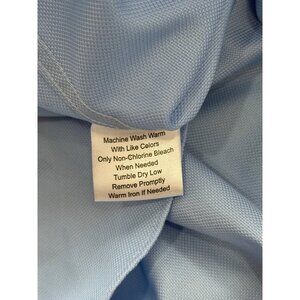 Machine Wash Warm
With Like Calors
Only Non-Chlorine Bleach
When Needed
Tumble Dry Low
Remove Promptly
Warm Iron If Needed